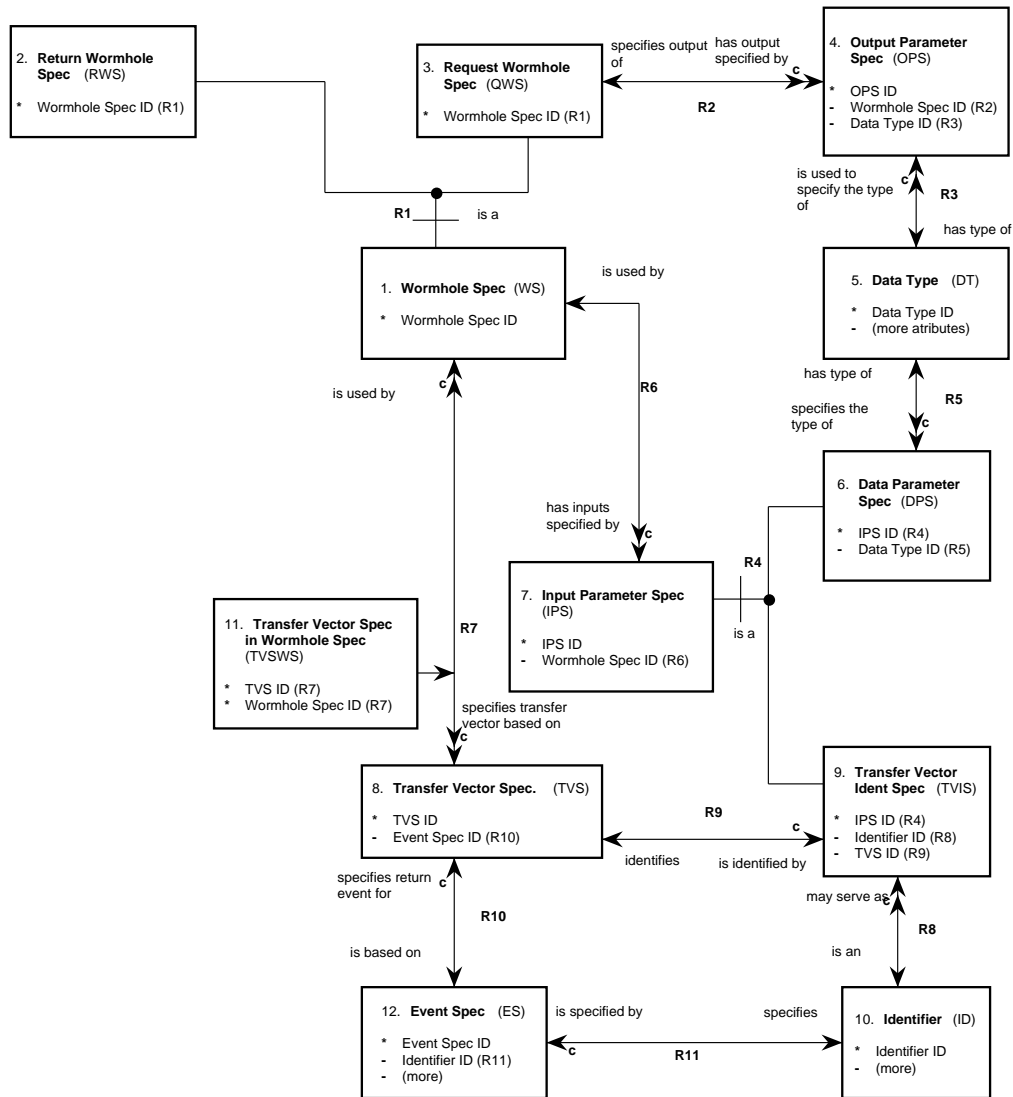 2. Return Wormhole
Spec (RWS)
* Wormhole Spec ID (R1)
3. Request Wormhole
Spec (QWS)
* Wormhole Spec ID (R1)
specifies output
of
has output
specified by
c
R2
4. Output Parameter
Spec (OPS)
* OPS ID
- Wormhole Spec ID (R2)
- Data Type ID (R3)
is used to
specify the type
of
c
R3
has type of
R1
is a
1. Wormhole Spec (WS)
* Wormhole Spec ID
is used by
5. Data Type (DT)
* Data Type ID
- (more atributes)
is used by
c
R6
has type of
R5
specifies the
type of
c
6. Data Parameter
Spec (DPS)
* IPS ID (R4)
- Data Type ID (R5)
has inputs
specified by
c
R4
is a
7. Input Parameter Spec
(IPS)
* IPS ID
- Wormhole Spec ID (R6)
11. Transfer Vector Spec
in Wormhole Spec
(TVSWS)
* TVS ID (R7)
* Wormhole Spec ID (R7)
R7
specifies transfer
vector based on
c
8. Transfer Vector Spec. (TVS)
* TVS ID
- Event Spec ID (R10)
R9
c
identifies
is identified by
9. Transfer Vector
Ident Spec (TVIS)
* IPS ID (R4)
- Identifier ID (R8)
- TVS ID (R9)
specifies return
event for
c
R10
is based on
may serve as
c
R8
is an
12. Event Spec (ES)
* Event Spec ID
- Identifier ID (R11)
- (more)
is specified by
specifies
c
R11
10. Identifier (ID)
* Identifier ID
- (more)